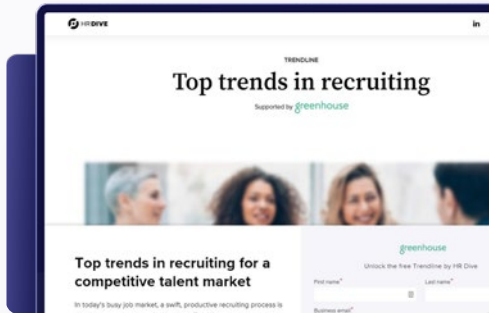 HRDIVE
in
TRENDLINE
Top trends in recruiting
Supported by greenhouse
Top trends in recruiting for a
competitive talent market
In today's busy job market, a swift, productive recruiting process is
greenhouse
Unlock the free Trendline by HR Dive
First name*
Last name*
Business email*